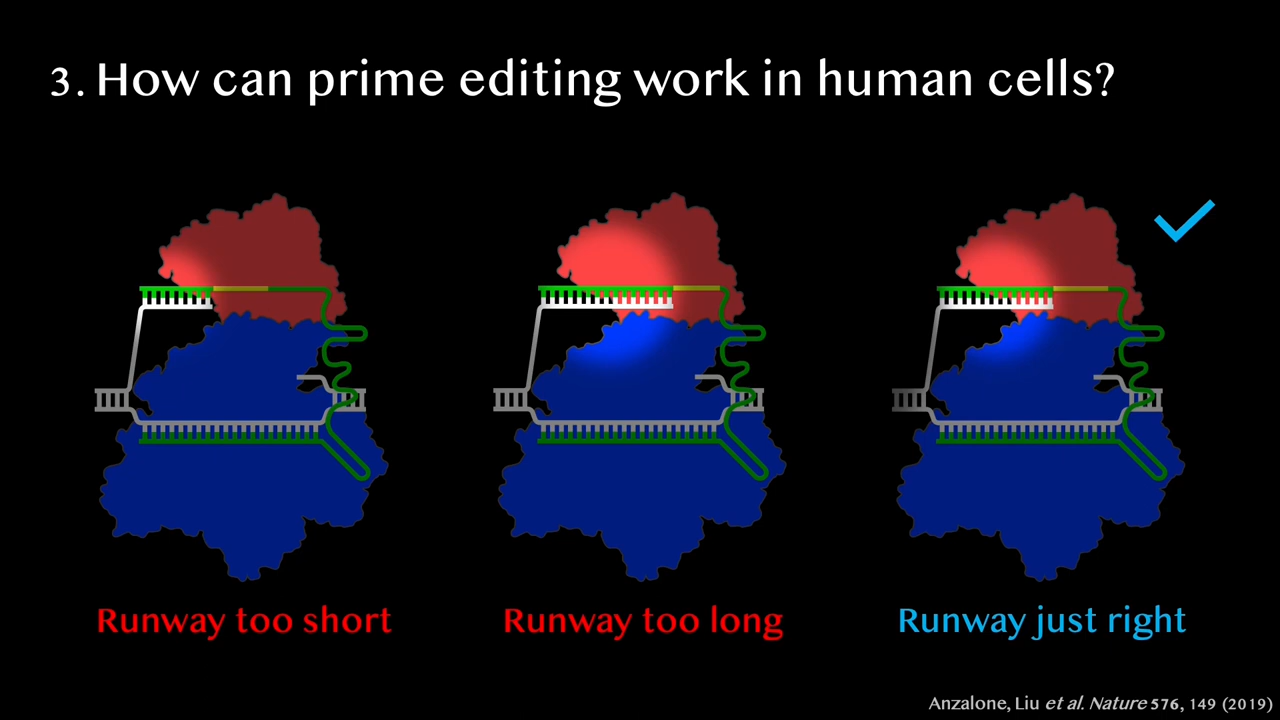 3. How can prime editing work in human cells?
Runway too short
Runway too long
Runway just right
Anzalone, Liu et al. Nature 576, 149 (2019)